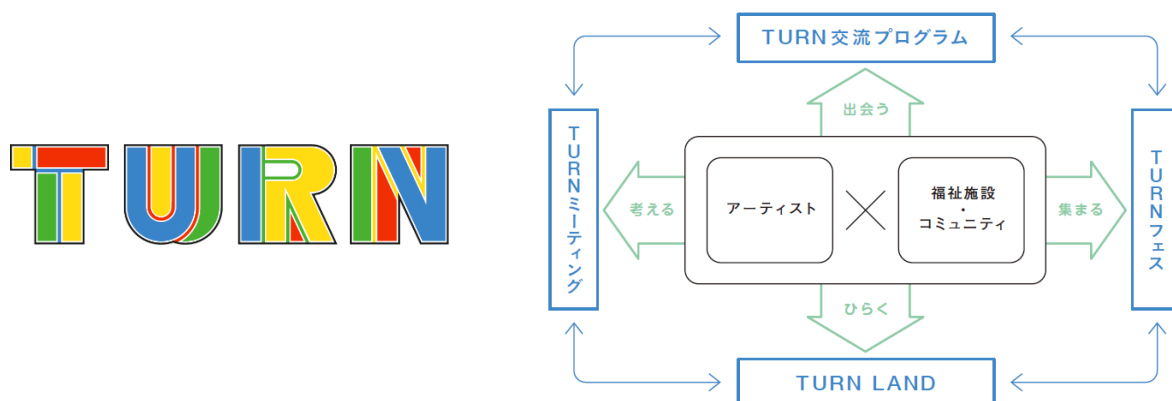 TURN
TURN交流プログラム
出会う
TURNミーティング
考える
アーティスト
福祉施設
・
コミュニティ
集まる
TURNフェス
ひらく
TURN LAND